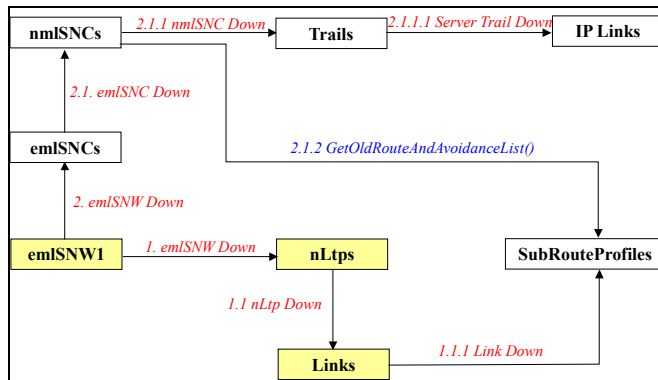 2.1.1 nmlSNC Down
2.1.1.1 Server Trail Down
nmlSNCs
Trails
IP Links
2.1. emlSNC Down
emlSNCs
2.1.2 GetOldRouteAndAvoidanceList()
2. emlSNW Down
1. emlSNW Down
emlSNW1
nLtps
SubRouteProfiles
1.1 nLtp Down
1.1.1 Link Down
Links